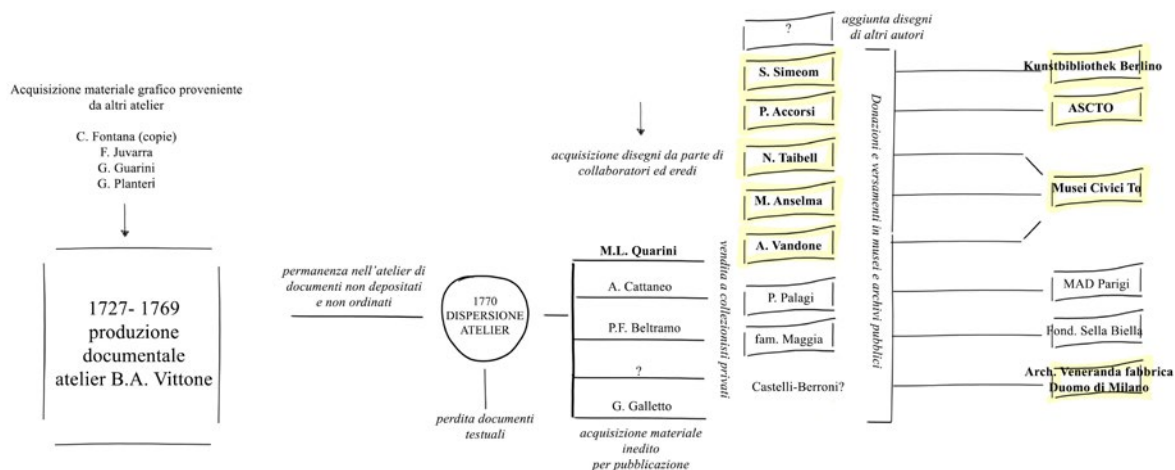 Acquisizione materiale grafico proveniente
da altri atelier
C. Fontana (copie)
F. Juvarra
G. Guarini
G. Planteri
1727- 1769
produzione
documentale
atelier B.A. Vittone
permanenza nell'atelier di
documenti non depositati
e non ordinati
1770
DISPERSIONE
ATELIER
perdita documenti
testuali
acquisizione disegni da parte di
collaboratori ed eredi
M.L. Quarini
A. Cattaneo
P.F. Beltramo
?
G. Galletto
acquisizione materiale
inedito
per pubblicazione
vendita a collezionisti privati
?
S. Simeom
P. Accorsi
N. Taibell
M. Anselma
A. Vandone
P. Palagi
fam. Maggia
Castelli-Berroni?
aggiunta disegni
di altri autori
Donazioni e versamenti in musei e archivi pubblici
Kunstbibliothek Berlino
ASCTO
Musei Civici To
MAD Parigi
Fond. Sella Biella
Arch. Veneranda fabbrica
Duomo di Milano